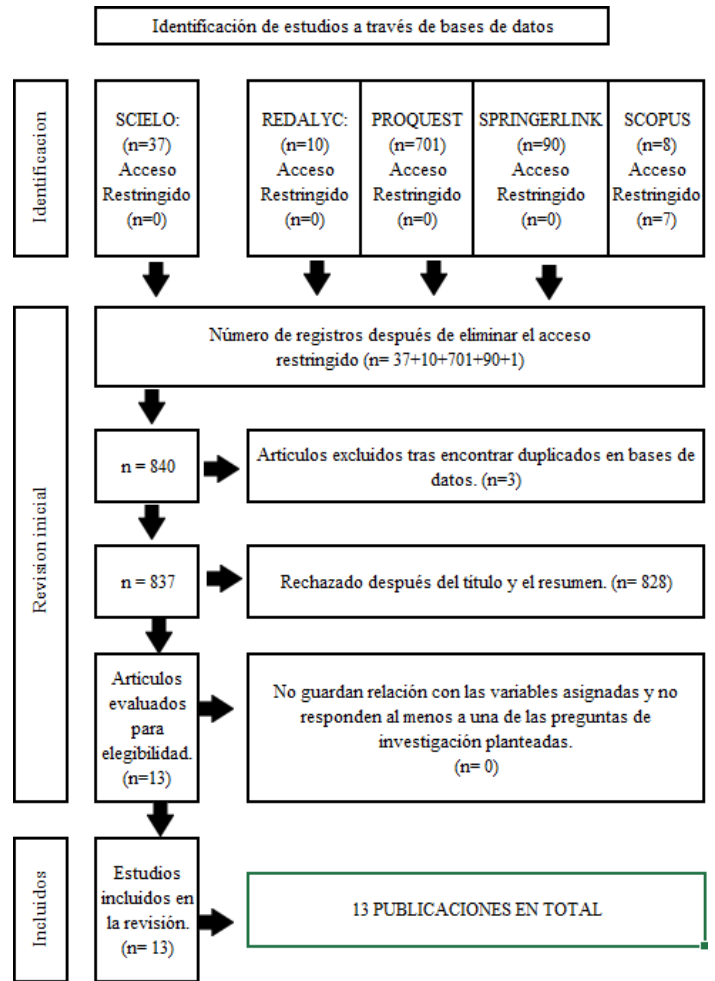 Identificación de estudios a través de bases de datos
Identificacion
SCIELO:
(n=37)
Acceso
Restringido
(n=0)
REDALYC:
(n=10)
Acceso
Restringido
(n=0)
PROQUEST
(n=701)
Acceso
Restringido
(n=0)
SPRINGERLINK
(n=90)
Acceso
Restringido
(n=0)
SCOPUS
(n=8)
Acceso
Restringido
(n=7)
Revision inicial
Número de registros después de eliminar el acceso
restringido (n= 37+10+701+90+1)
n = 840
Articulos excluidos tras encontrar duplicados en bases de
datos. (n=3)
n = 837
Rechazado después del título y el resumen. (n= 828)
Artículos
evaluados
para
elegibilidad.
(n=13)
No guardan relación con las variables asignadas y no
responden al menos a una de las preguntas de
investigación planteadas.
(n= 0)
Incluidos
Estudios
incluidos en
la revisión.
(n= 13)
13 PUBLICACIONES EN TOTAL